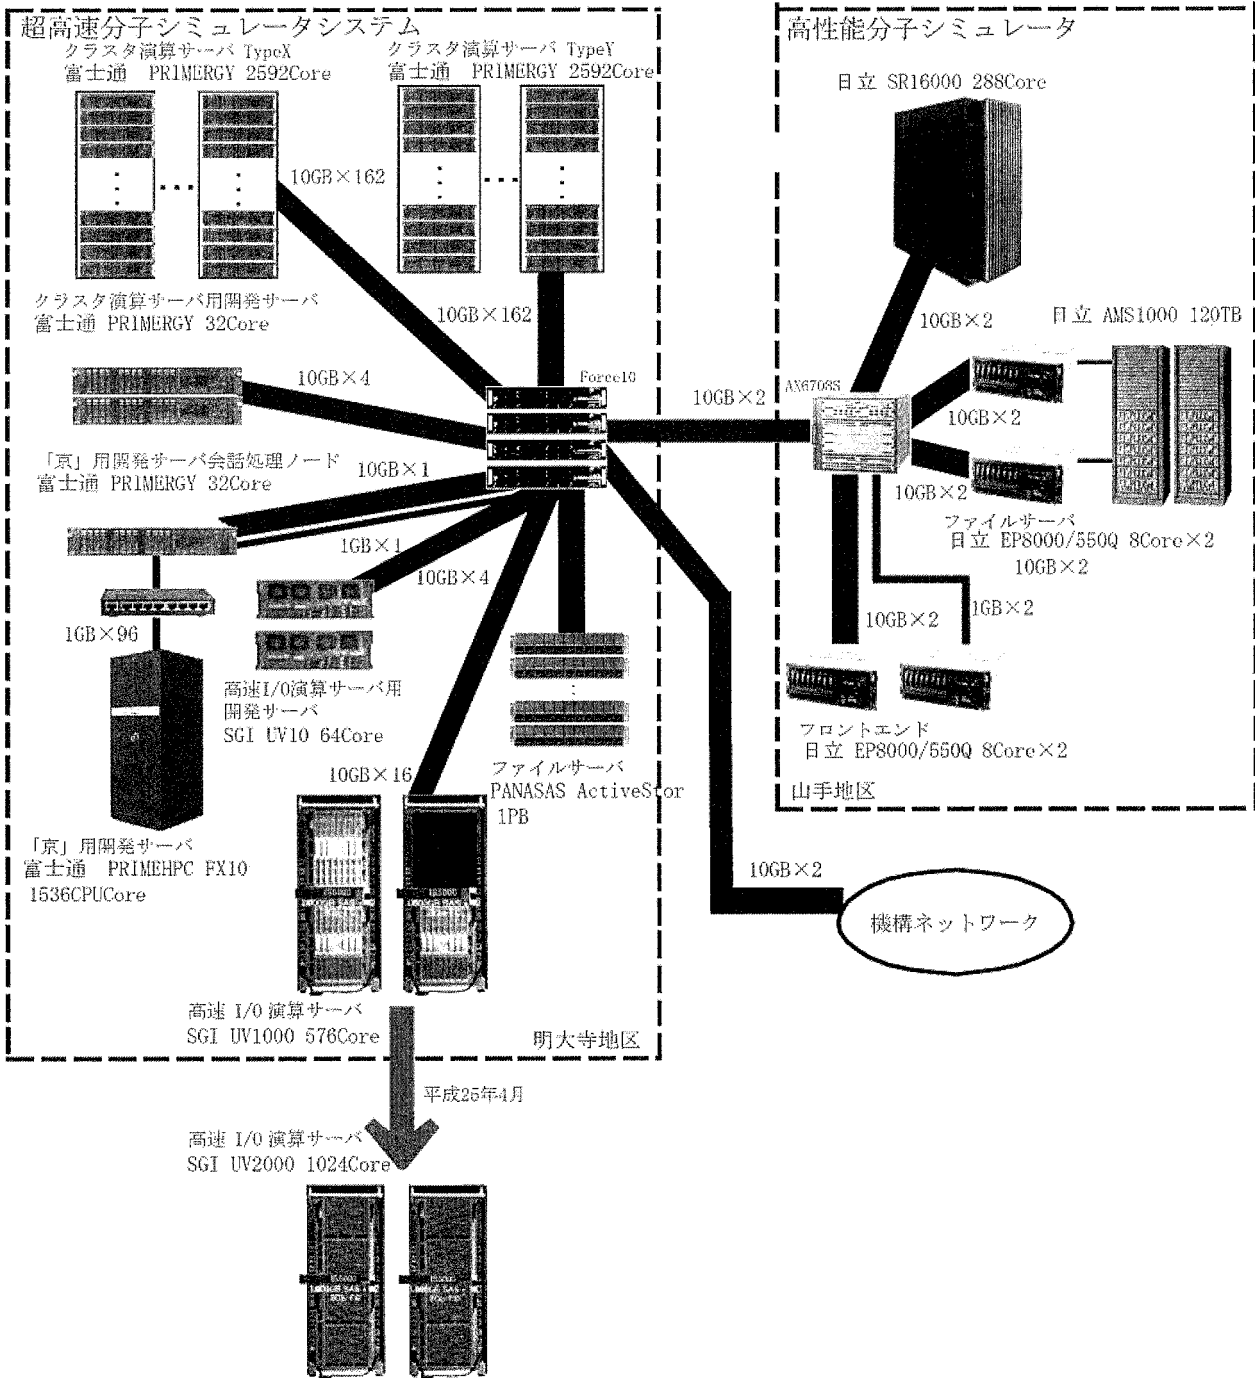 超高速分子シミュレータシステム
クラスタ演算サーバ TypeX
富士通 PRIMERGY 2592Core
クラスタ演算サーバ TypeY
富士通 PRIMERGY 2592Core
10GB×162
クラスタ演算サーバ用開発サーバ
富士通 PRIMERGY 32Core
10GB×162
10GB×4
Force10
「京」用開発サーバ会話処理ノード
富士通 PRIMERGY 32Core
10GB×1
1GB×1
10GB×4
1GB×96
高速I/O演算サーバ用
開発サーバ
SGI UV10 64Core
10GB×16
ファイルサーバ
PANASAS ActiveStor
1PB
「京」用開発サーバ
富士通 PRIMEHPC FX10
1536CPUCore
高速 I/O 演算サーバ
SGI UV1000 576Core
明大寺地区
平成25年4月
高速 I/O 演算サーバ
SGI UV2000 1024Core
高性能分子シミュレータ
日立 SR16000 288Core
10GB×2
日立 AMS1000 120TB
10GB×2
AX6708S
10GB×2
10GB×2
ファイルサーバ
日立 EP8000/550Q 8Core×2
10GB×2
10GB×2
1GB×2
フロントエンド
日立 EP8000/550Q 8Core×2
山手地区
10GB×2
機構ネットワーク